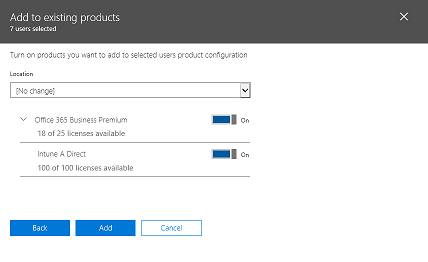 Add to existing products
7 users selected
Turn on products you want to add to selected users product configuration
Location
[No change]
Office 365 Business Premium
On
18 of 25 licenses available
Intune A Direct
On
100 of 100 licenses available
Back
Add
Cancel